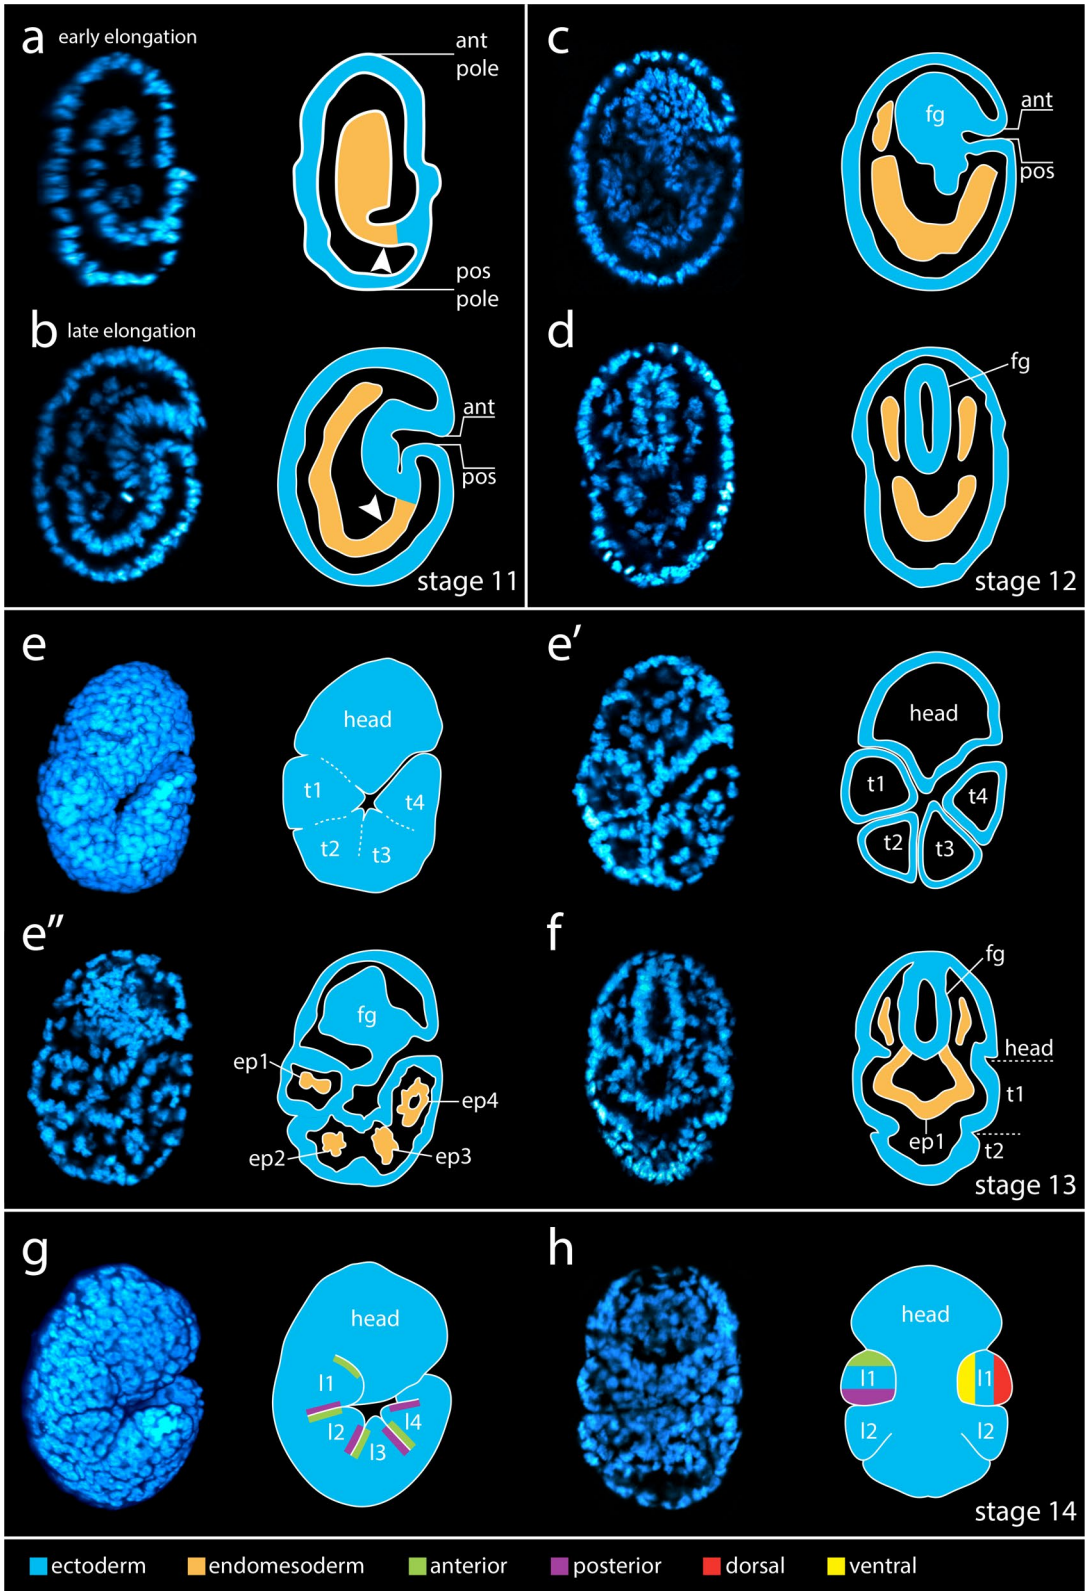 a early elongation
ant
pole
pos
pole
b late elongation
ant
pos
stage 11
c
fg
ant
pos
d
fg
stage 12
e
head
t1
t4
t2
t3
e′
head
t1
t4
t2
t3
e″
fg
ep1
ep4
ep2
ep3
f
fg
head
t1
ep1
t2
stage 13
g
head
l1
l2
l4
l3
h
head
l1
l1
l2
l2
stage 14
ectoderm endomesoderm anterior posterior dorsal ventral